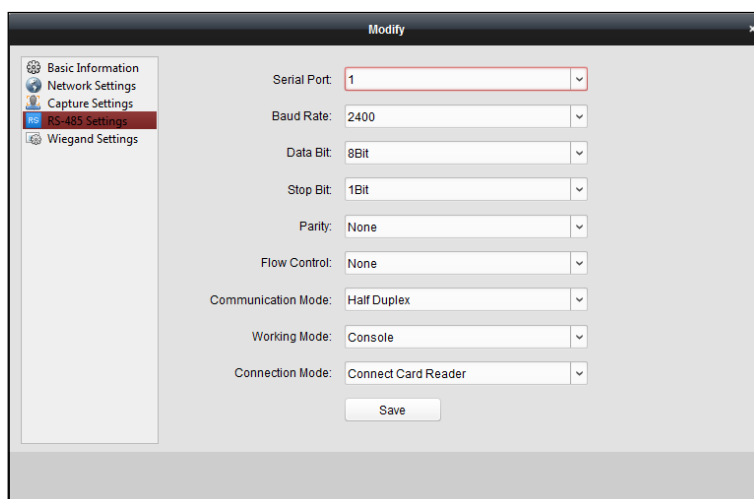 Modify
×
Basic Information
Network Settings
Capture Settings
RS RS-485 Settings
Wiegand Settings
Serial Port: 1
Baud Rate: 2400
Data Bit: 8Bit
Stop Bit: 1Bit
Parity: None
Flow Control: None
Communication Mode: Half Duplex
Working Mode: Console
Connection Mode: Connect Card Reader
Save